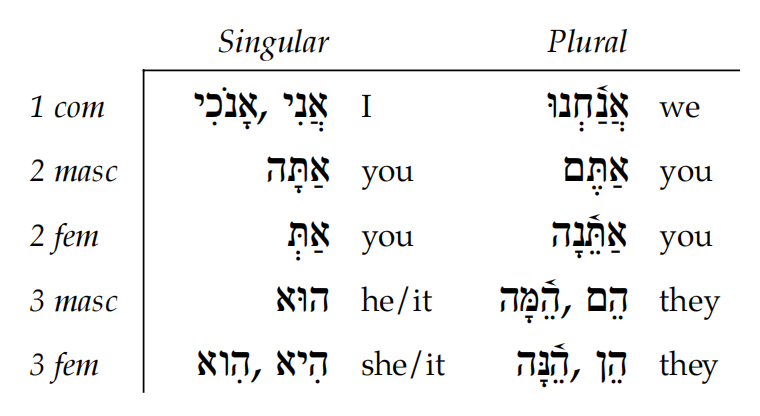 Singular Plural
1 com אֲנִי, אָנֹכִי I אֲנַ֫חְנוּ we
2 masc אַתָּה you אַתֶּם you
2 fem אַתְּ you אַתֵּ֫נָה you
3 masc הוּא he/it הֵם, הֵ֫מָּה they
3 fem הִיא, הִוא she/it הֵן, הֵ֫נָּה they